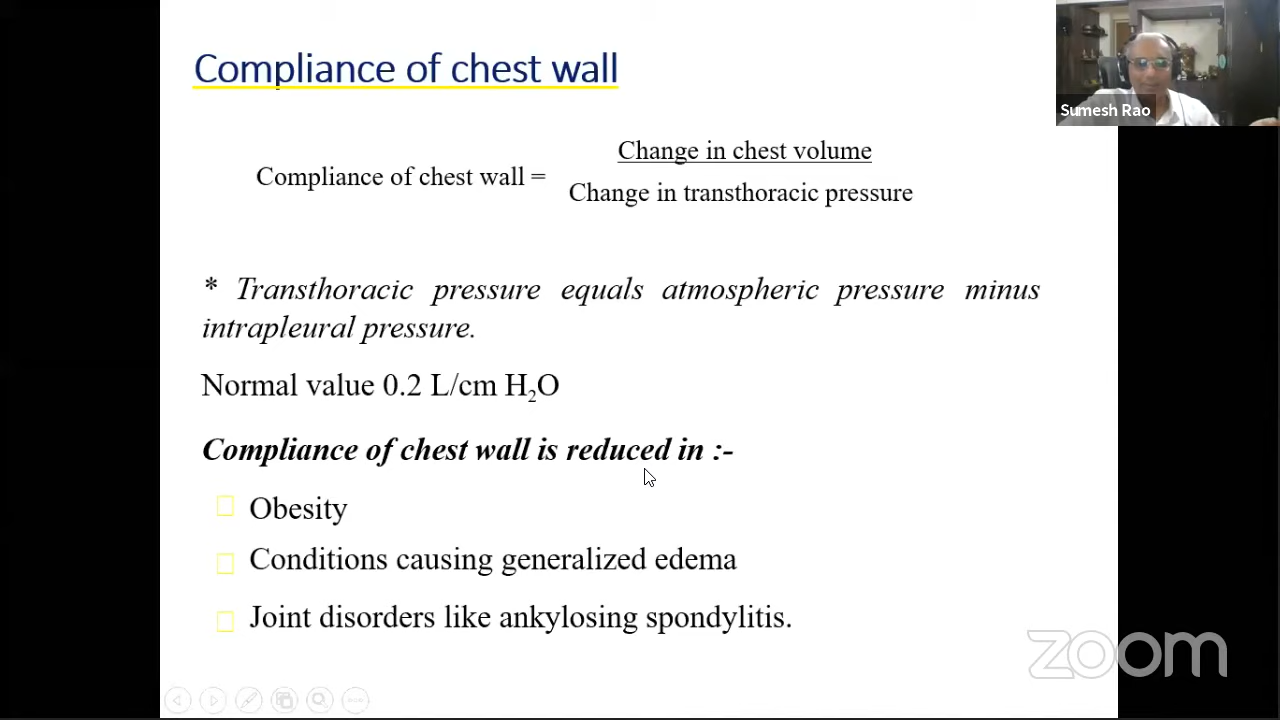 Compliance of chest wall
Sumesh Rao
Compliance of chest wall =
Change in chest volume
Change in transthoracic pressure
* Transthoracic pressure equals atmospheric pressure minus
intrapleural pressure.
Normal value 0.2 L/cm H₂O
Compliance of chest wall is reduced in :-
Obesity
Conditions causing generalized edema
Joint disorders like ankylosing spondylitis.
zoom